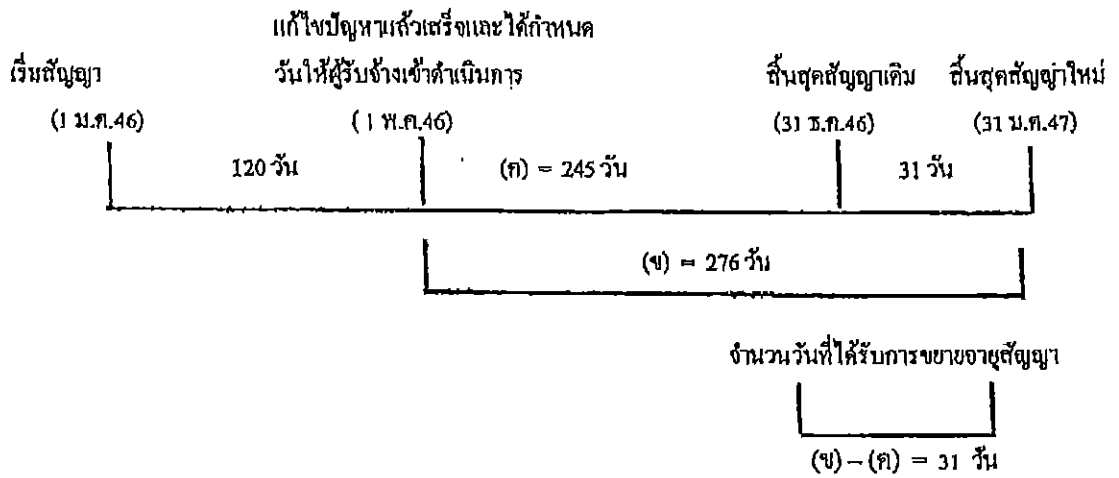 แก้ไขปัญหาแล้วเสร็จและได้กำหนด
เริ่มสัญญา วันให้ผู้รับจ้างเข้าดำเนินการ สิ้นสุดสัญญาเดิม สิ้นสุดสัญญาใหม่
(1 ม.ค.46) (1 พ.ค.46) (31 ธ.ค.46) (31 ม.ค.47)
120 วัน (ค) = 245 วัน 31 วัน
(ข) = 276 วัน
จำนวนวันที่ได้รับการขยายอายุสัญญา
(ข) – (ค) = 31 วัน